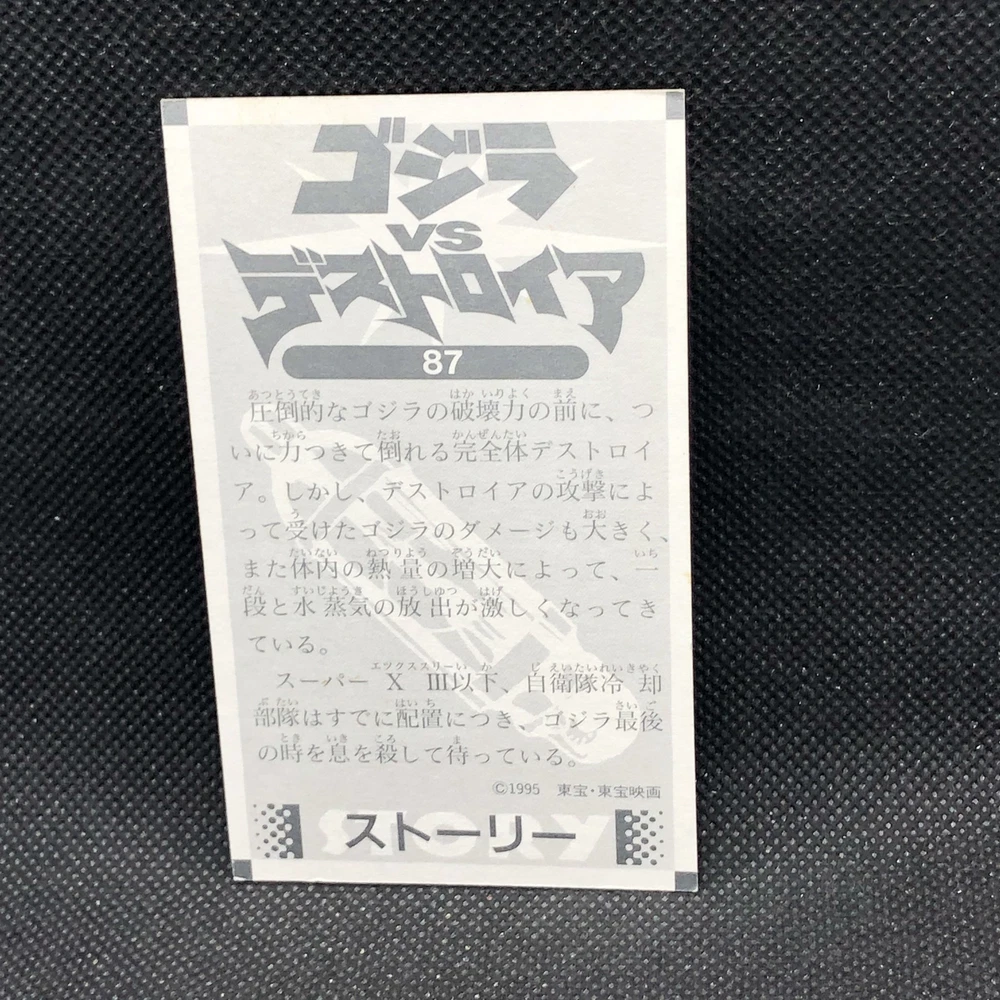 ゴジラ
VS
デストロイア
87
圧倒的なゴジラの破壊力の前に、つ
いに力つきて倒れる完全体デストロイ
ア。しかし、デストロイアの攻撃によ
って受けたゴジラのダメージも大きく、
また体内の熱量の増大によって、一
段と水蒸気の放出が激しくなってき
ている。
スーパーX III以下、自衛隊冷却
部隊はすでに配置につき、ゴジラ最後
の時を息を殺して待っている。
©1995 東宝・東宝映画
STORY
ストーリー